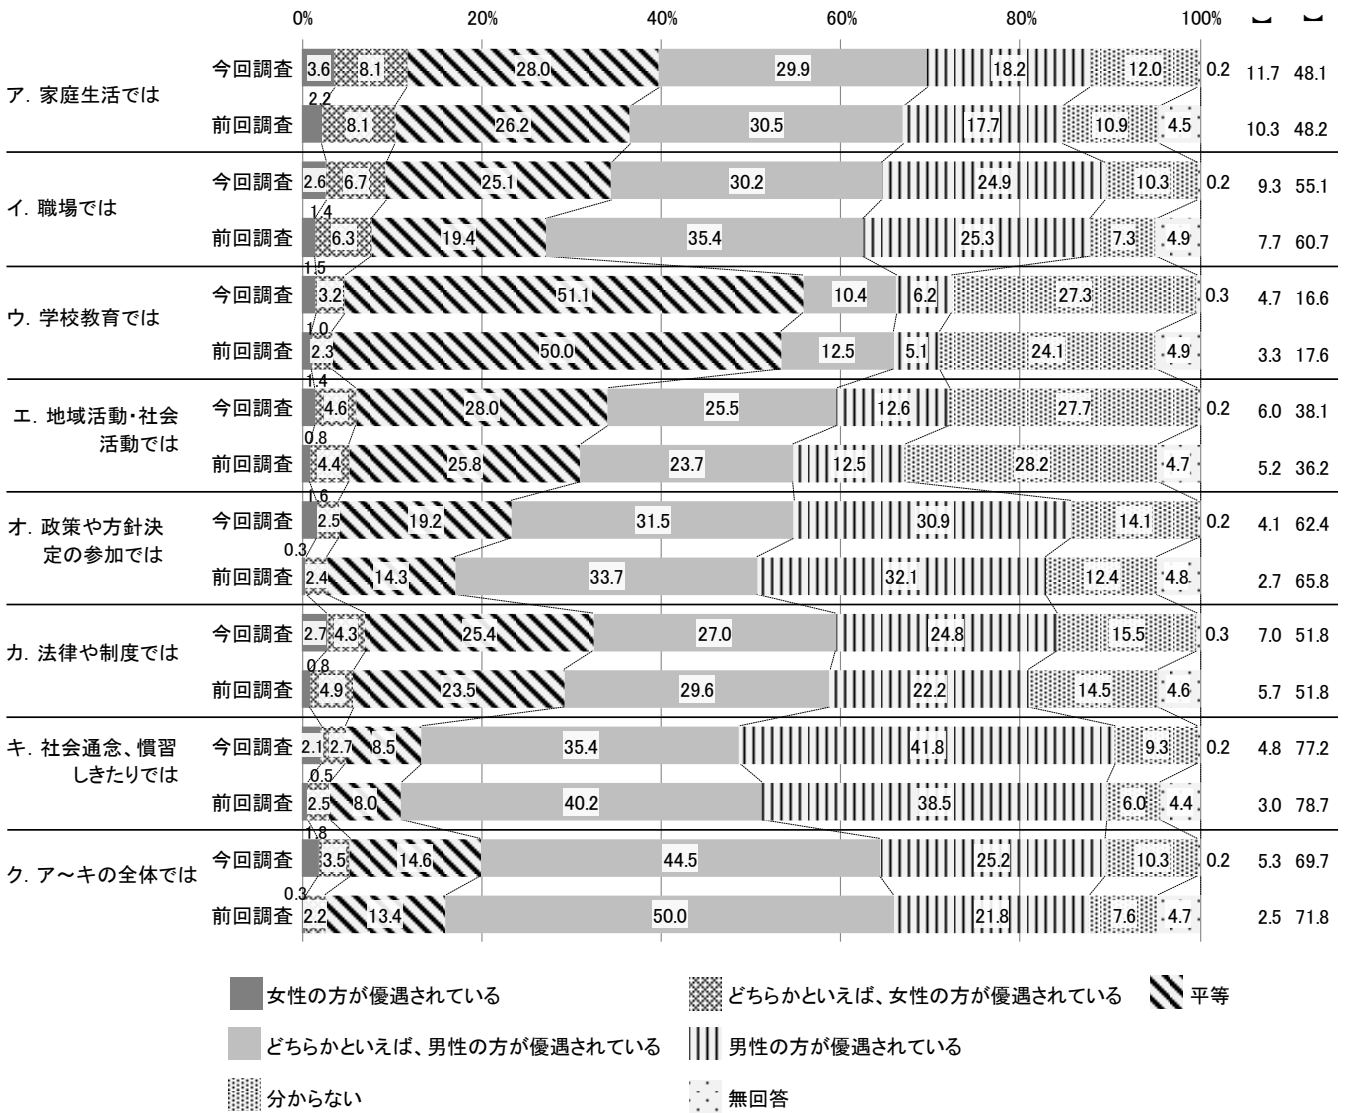 0% 20% 40% 60% 80% 100%
今回調査 3.6 8.1 28.0 29.9 18.2 12.0 0.2 11.7 48.1
ア．家庭生活では
2.2
前回調査 8.1 26.2 30.5 17.7 10.9 4.5 10.3 48.2
今回調査 2.6 6.7 25.1 30.2 24.9 10.3 0.2 9.3 55.1
イ．職場では
1.4
前回調査 6.3 19.4 35.4 25.3 7.3 4.9 7.7 60.7
1.5
今回調査 3.2 51.1 10.4 6.2 27.3 0.3 4.7 16.6
ウ．学校教育では
1.0
前回調査 2.3 50.0 12.5 5.1 24.1 4.9 3.3 17.6
1.4
今回調査 4.6 28.0 25.5 12.6 27.7 0.2 6.0 38.1
エ．地域活動・社会
活動では
0.8
前回調査 4.4 25.8 23.7 12.5 28.2 4.7 5.2 36.2
1.6
今回調査 2.5 19.2 31.5 30.9 14.1 0.2 4.1 62.4
オ．政策や方針決
定の参加では
0.3
前回調査 2.4 14.3 33.7 32.1 12.4 4.8 2.7 65.8
今回調査 2.7 4.3 25.4 27.0 24.8 15.5 0.3 7.0 51.8
カ．法律や制度では
0.8
前回調査 4.9 23.5 29.6 22.2 14.5 4.6 5.7 51.8
今回調査 2.1 2.7 8.5 35.4 41.8 9.3 0.2 4.8 77.2
キ．社会通念、慣習
しきたりでは
0.5
前回調査 2.5 8.0 40.2 38.5 6.0 4.4 3.0 78.7
1.8
今回調査 3.5 14.6 44.5 25.2 10.3 0.2 5.3 69.7
ク．ア～キの全体では
0.3
前回調査 2.2 13.4 50.0 21.8 7.6 4.7 2.5 71.8
女性の方が優遇されている どちらかといえば、女性の方が優遇されている 平等
どちらかといえば、男性の方が優遇されている 男性の方が優遇されている
分からない 無回答